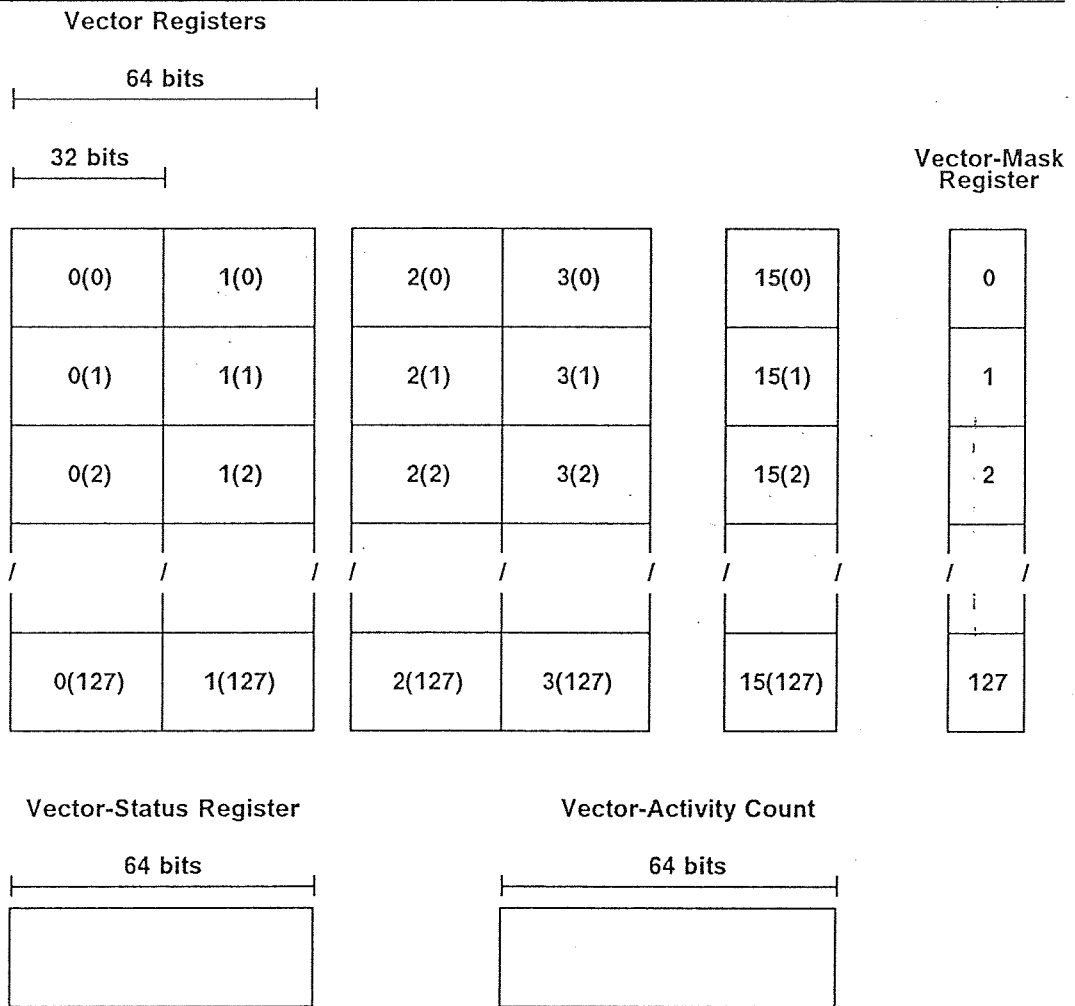 Vector Registers
64 bits
32 bits
Vector-Mask
Register
0(0) 1(0) 2(0) 3(0) 15(0) 0
0(1) 1(1) 2(1) 3(1) 15(1) 1
0(2) 1(2) 2(2) 3(2) 15(2) 2
/ / / / / / / / / /
0(127) 1(127) 2(127) 3(127) 15(127) 127
Vector-Status Register Vector-Activity Count
64 bits 64 bits